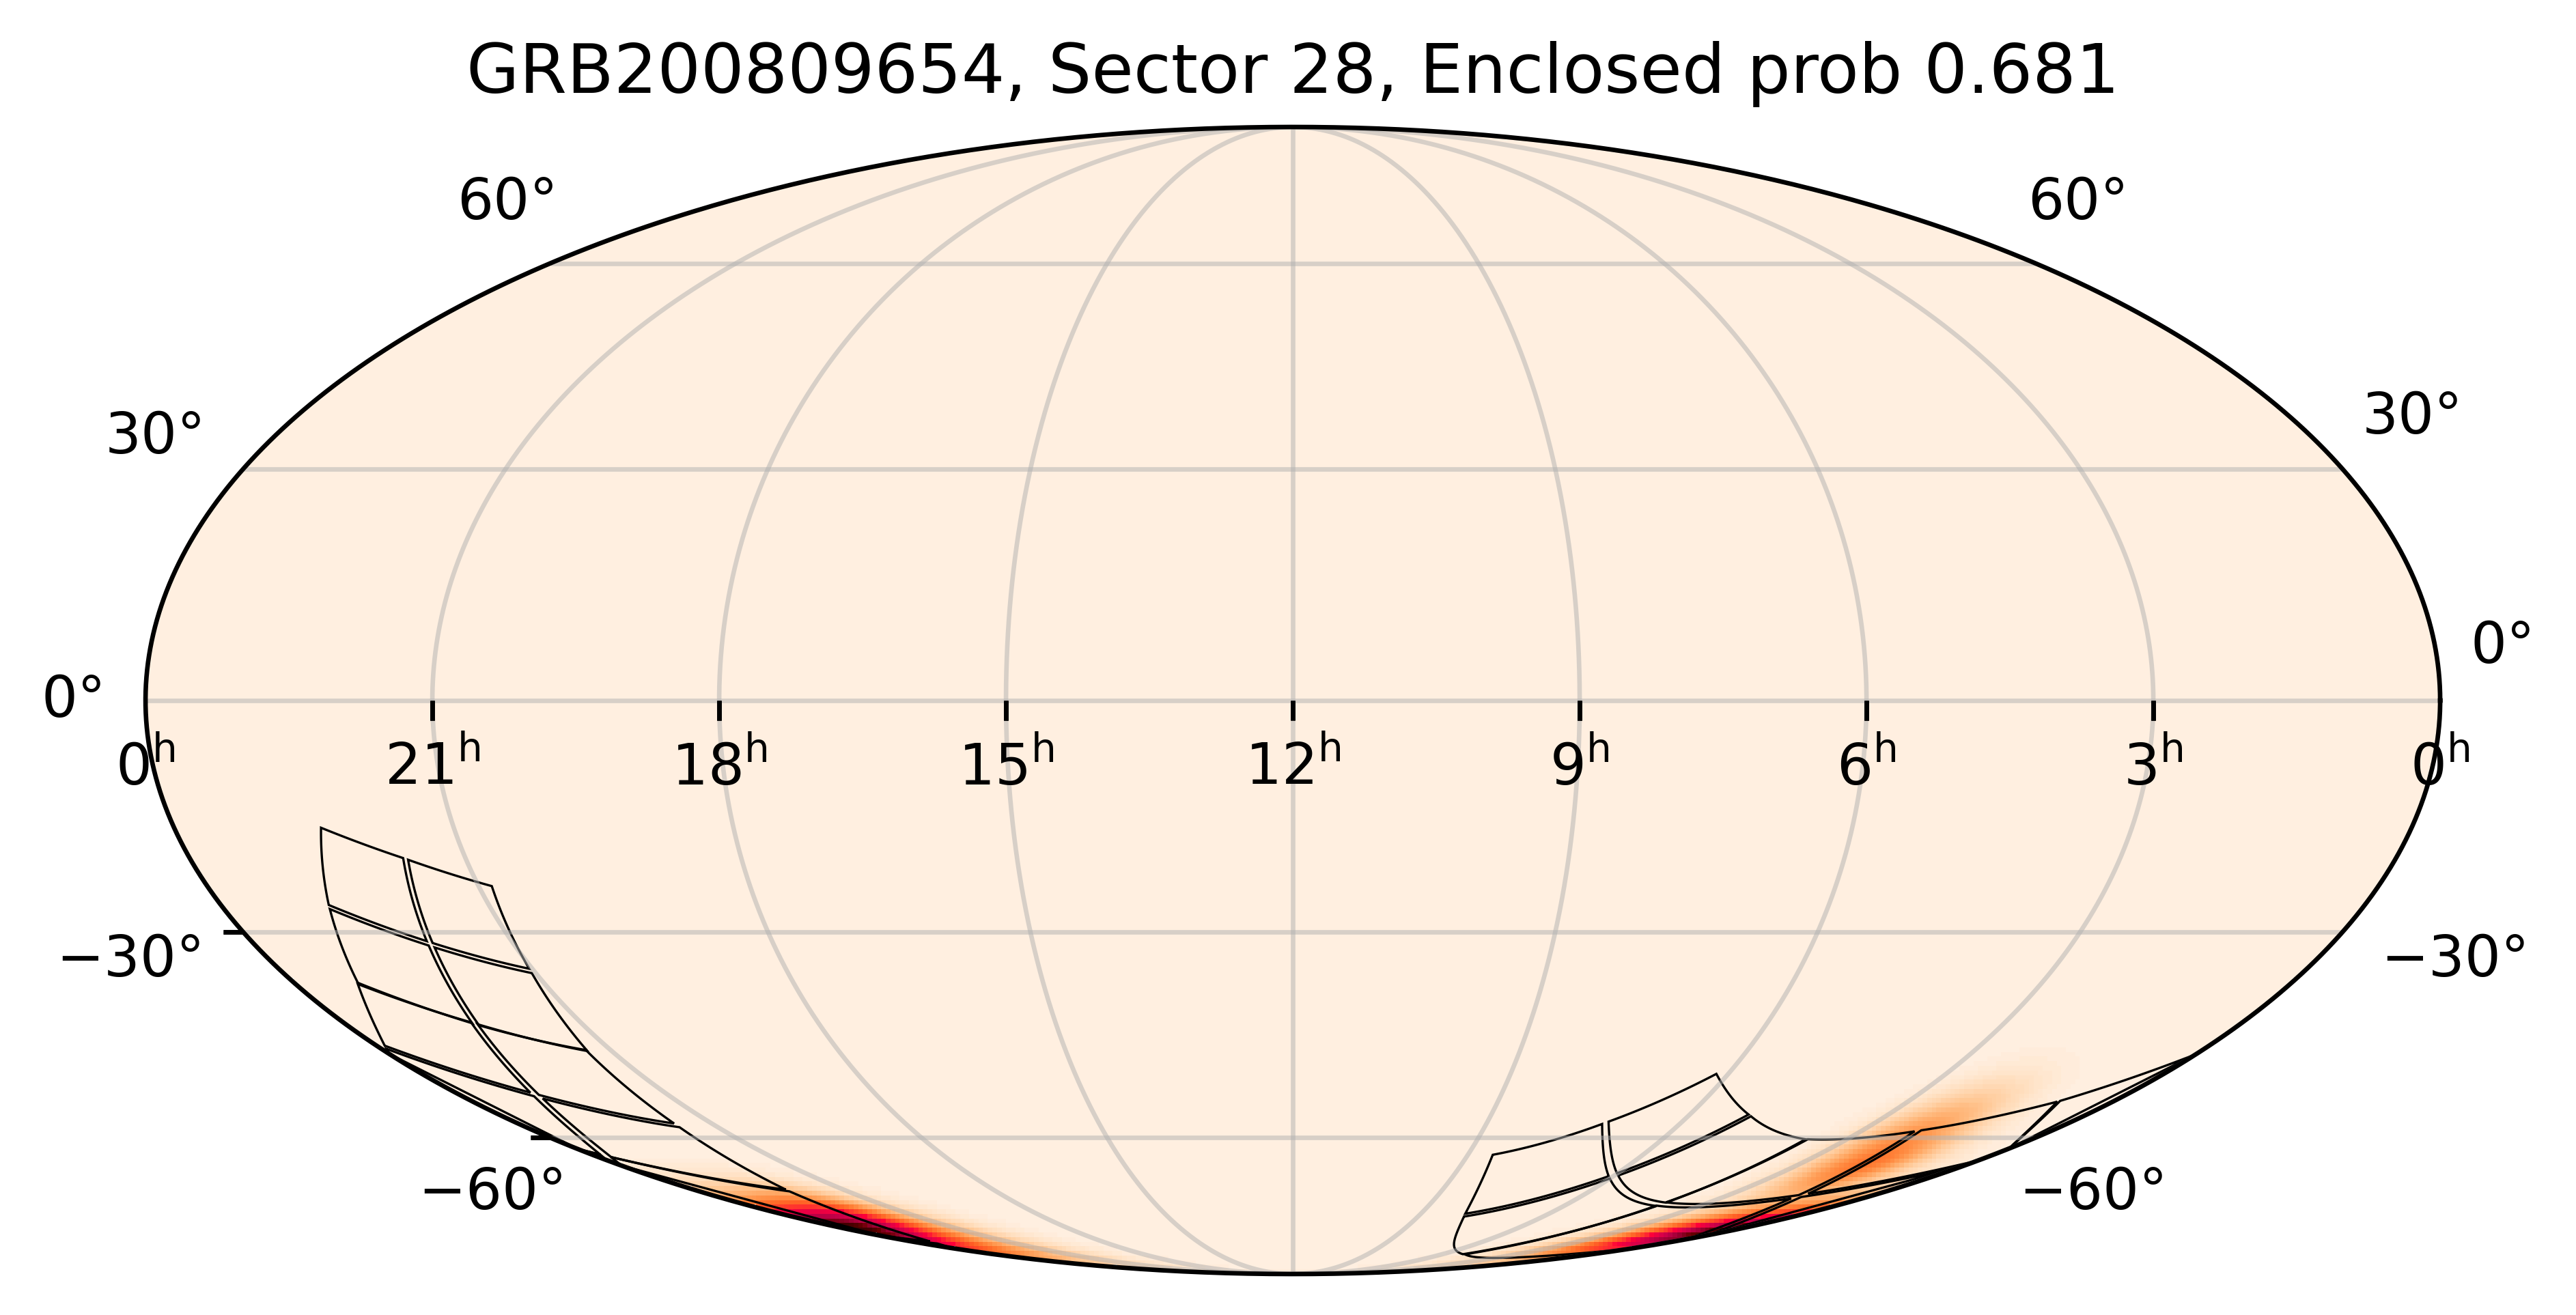 GRB200809654, Sector 28, Enclosed prob 0.681
60° 60°
30° 30°
0° 0°
0ʰ 21ʰ 18ʰ 15ʰ 12ʰ 9ʰ 6ʰ 3ʰ 0ʰ
−30° −30°
−60° −60°